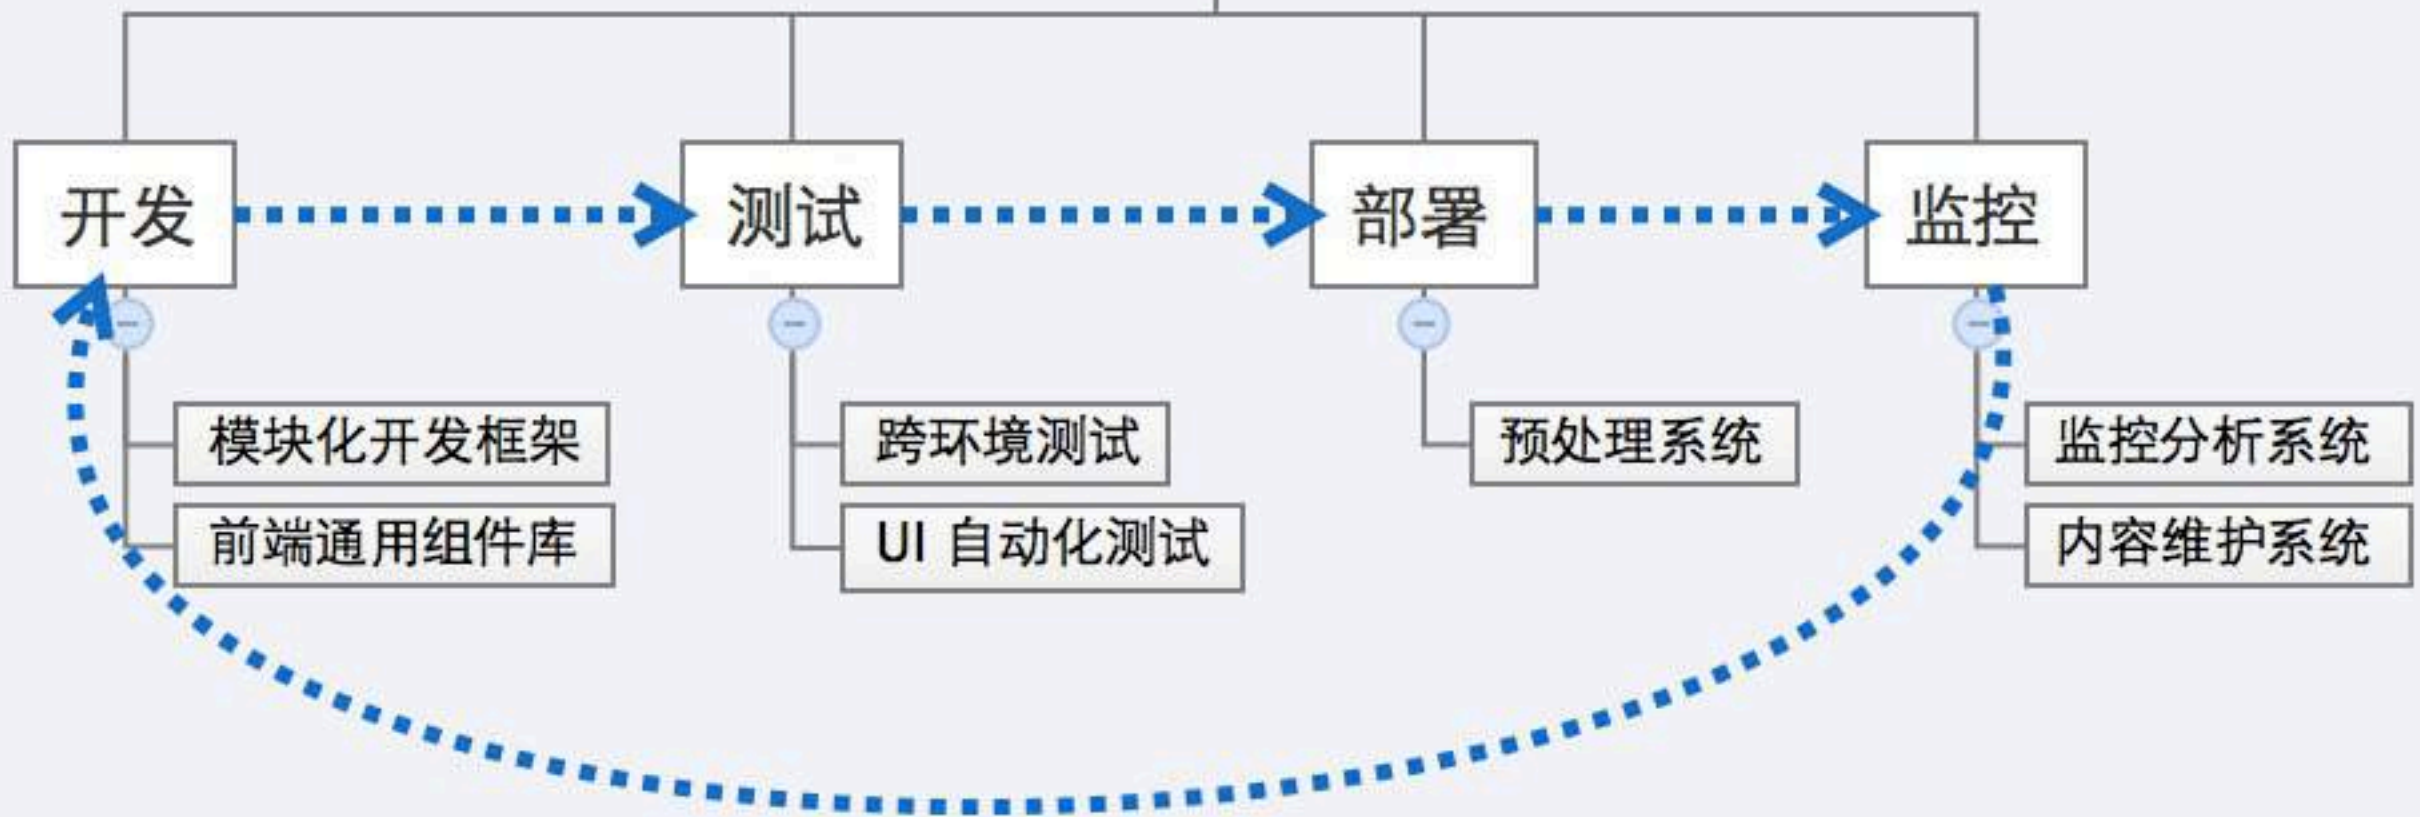 开发
测试
部署
监控
模块化开发框架
前端通用组件库
跨环境测试
UI 自动化测试
预处理系统
监控分析系统
内容维护系统